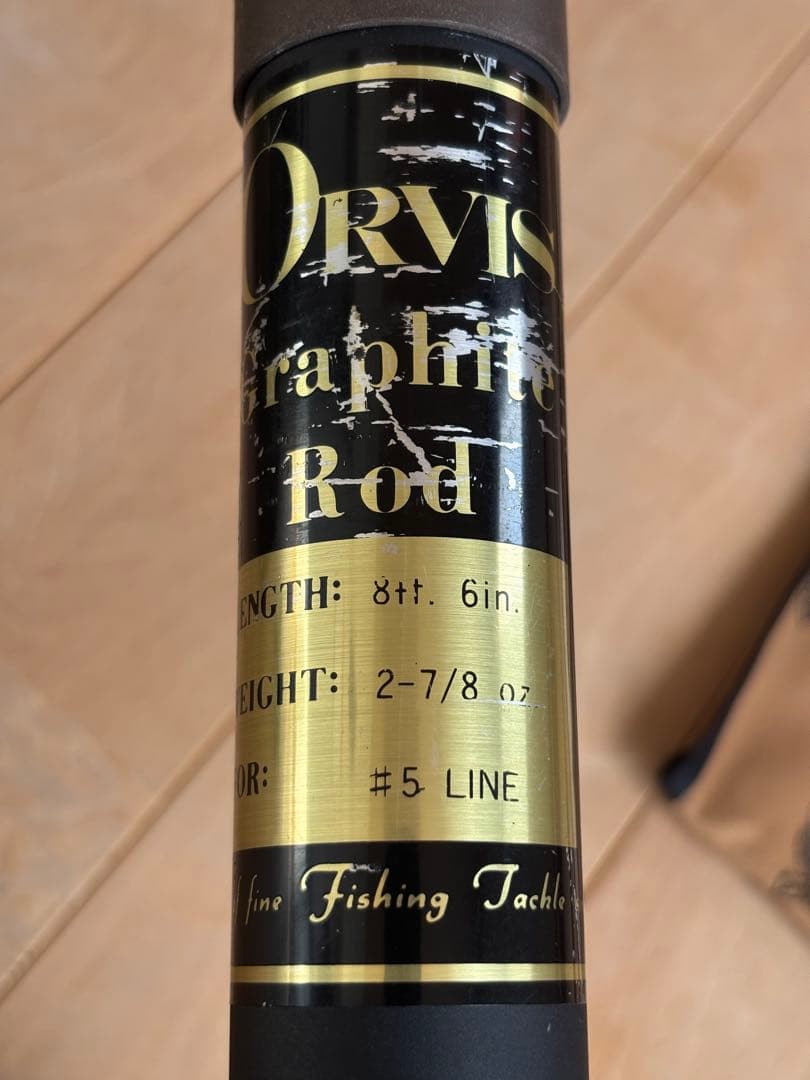 ORVIS
Graphite
Rod
ENGTH: 8ft. 6in.
EIGHT: 2-7/8 oz
OR: #5 LINE
fine Fishing Tackle